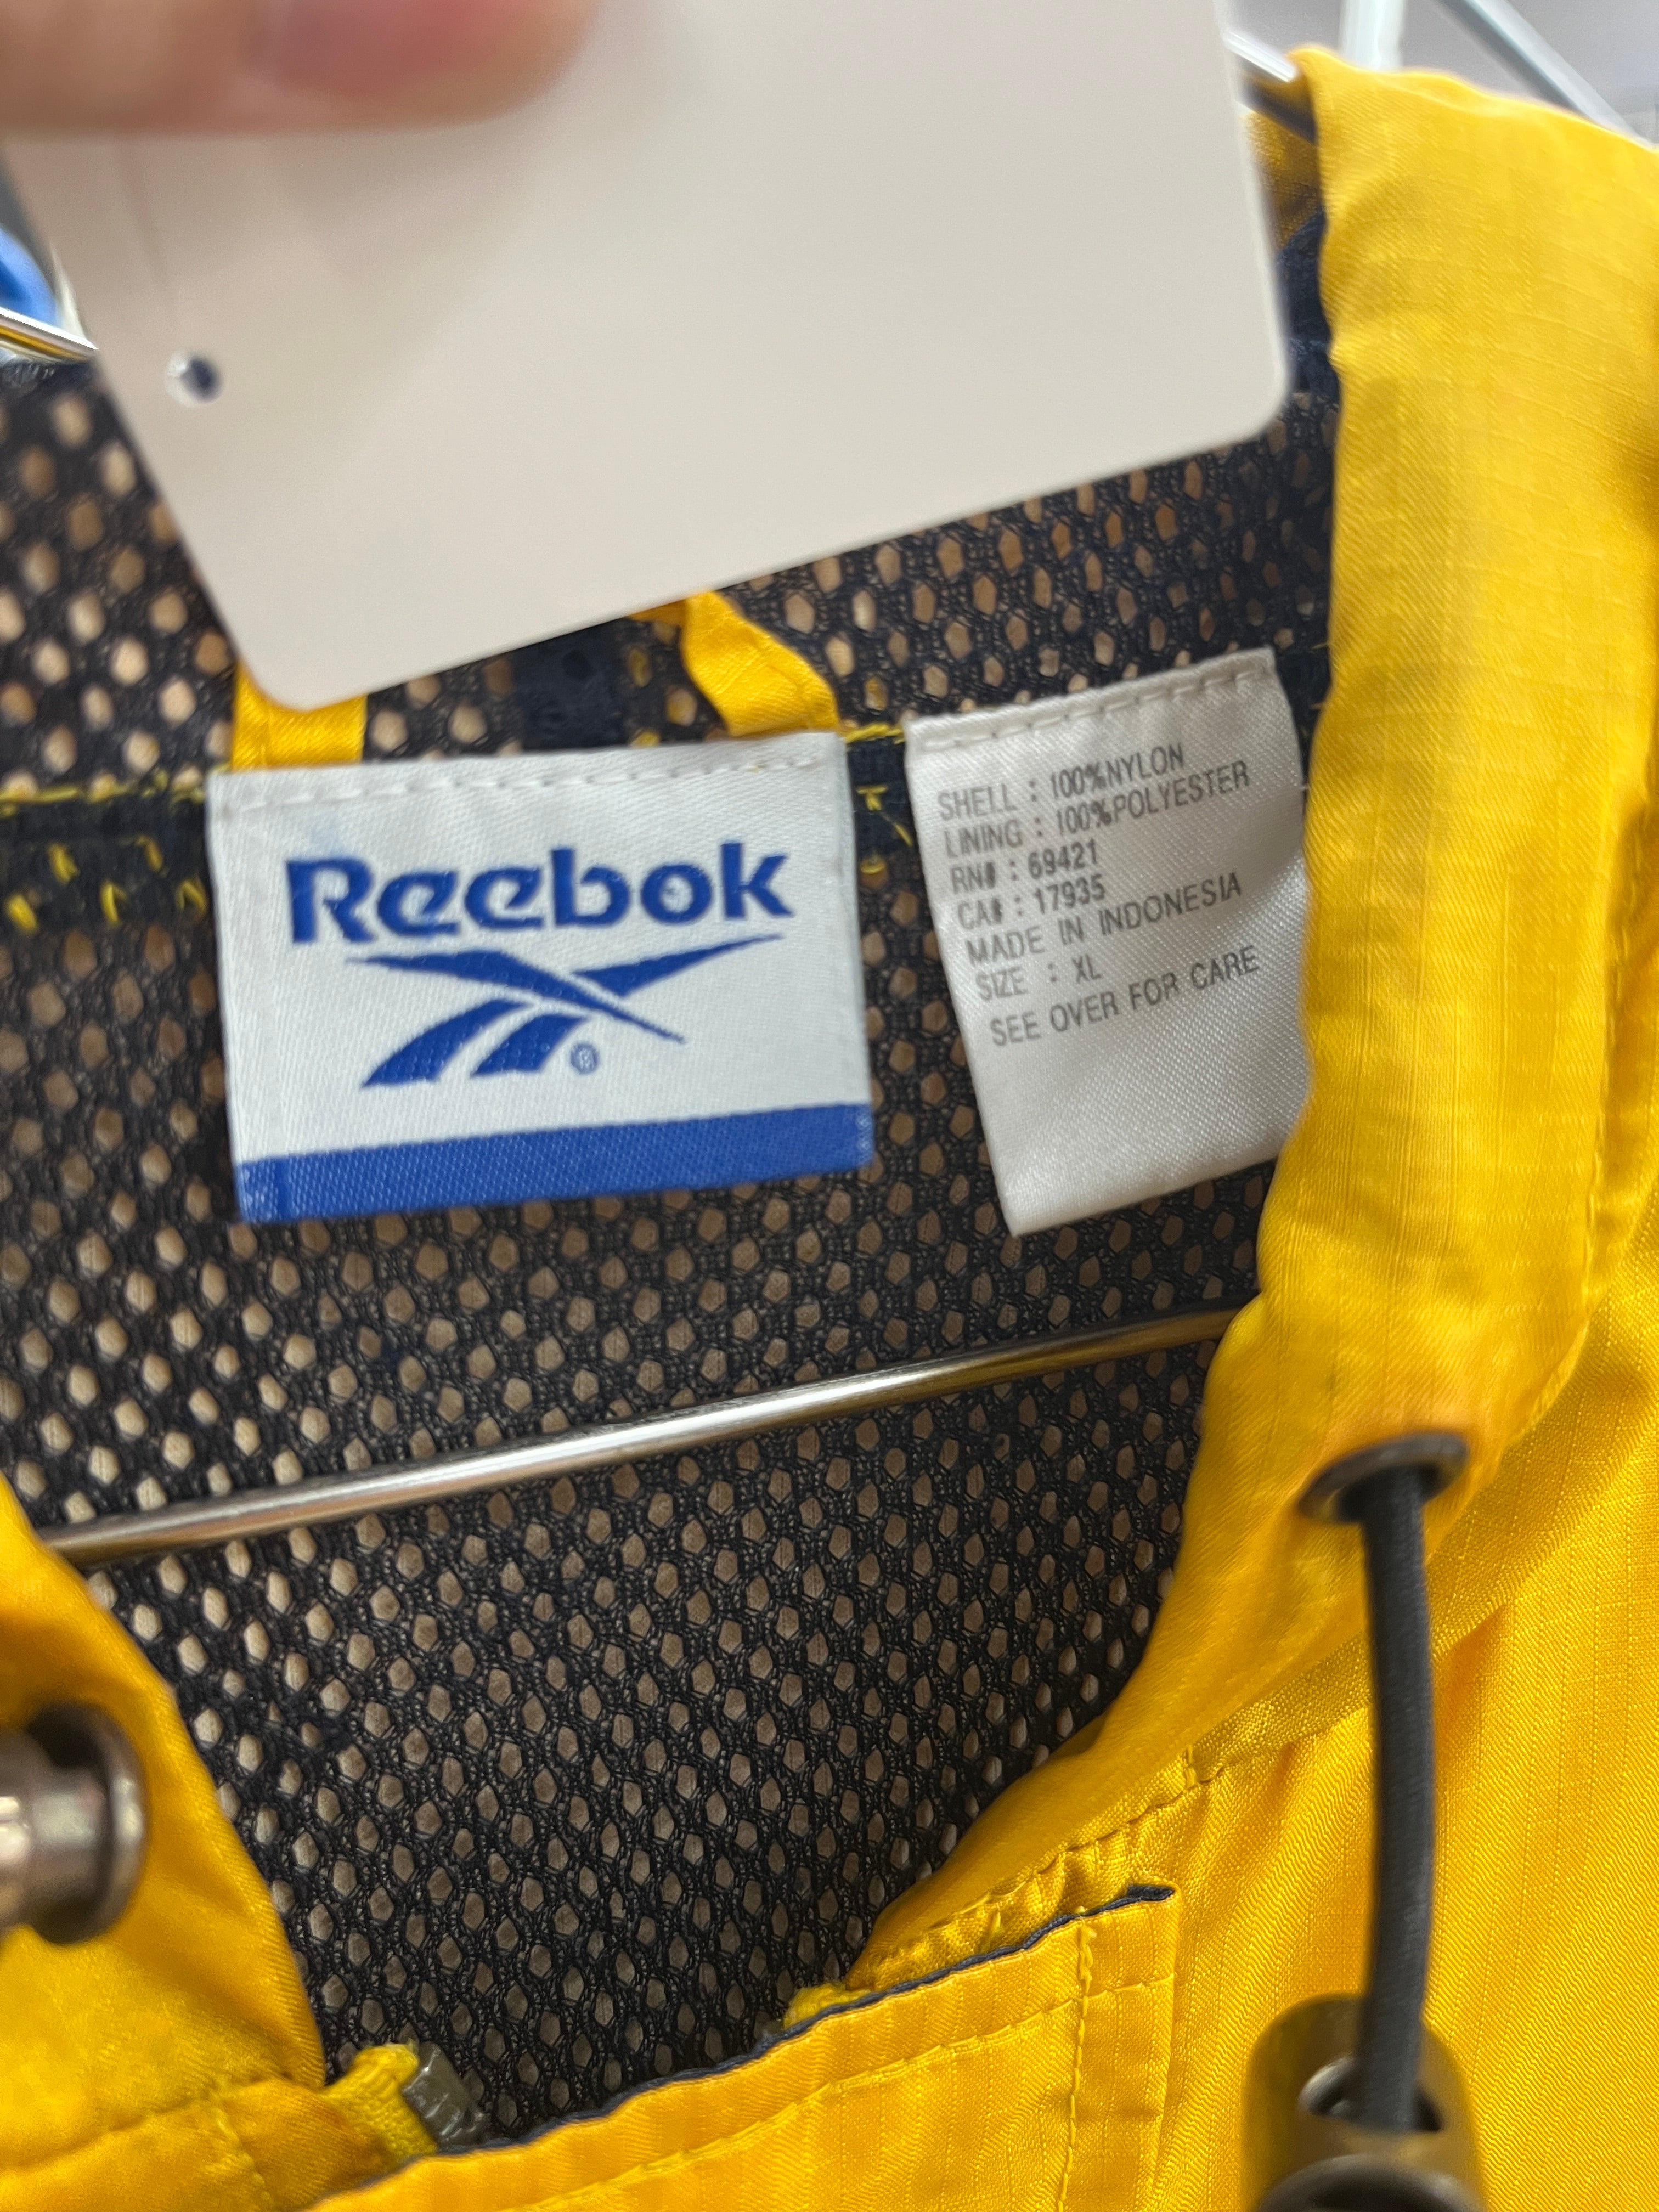 Reebok
®
SHELL : 100%NYLON
LINING : 100%POLYESTER
RN# : 69421
CA# : 17935
MADE IN INDONESIA
SIZE : XL
SEE OVER FOR CARE